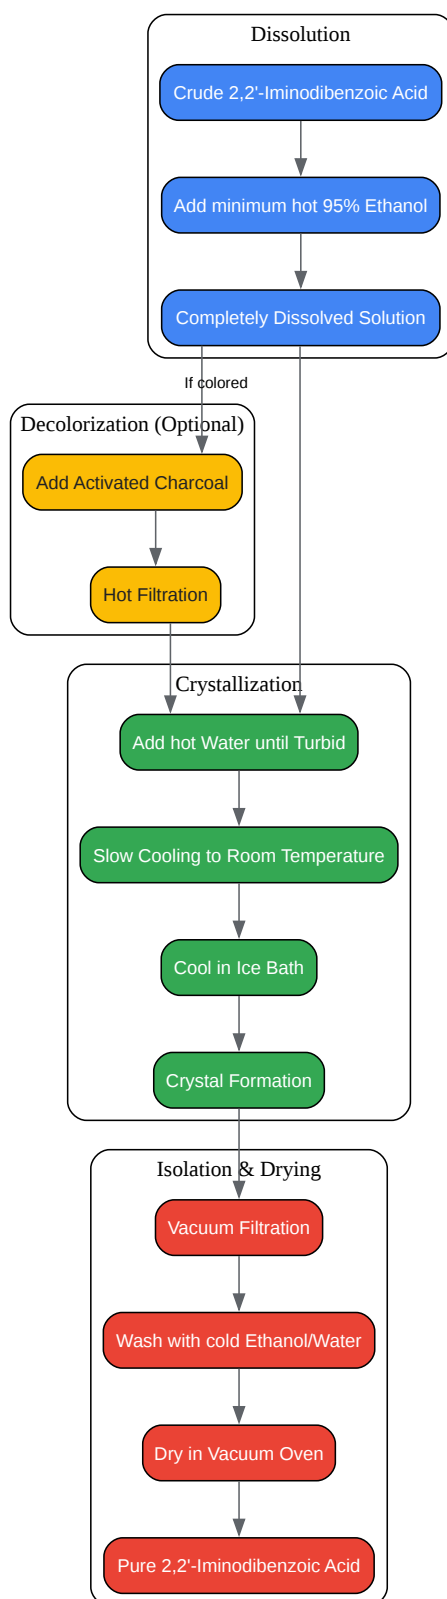 Dissolution
Crude 2,2'-Iminodibenzoic Acid
Add minimum hot 95% Ethanol
Completely Dissolved Solution
If colored
Decolorization (Optional)
Add Activated Charcoal
Hot Filtration
Crystallization
Add hot Water until Turbid
Slow Cooling to Room Temperature
Cool in Ice Bath
Crystal Formation
Isolation & Drying
Vacuum Filtration
Wash with cold Ethanol/Water
Dry in Vacuum Oven
Pure 2,2'-Iminodibenzoic Acid